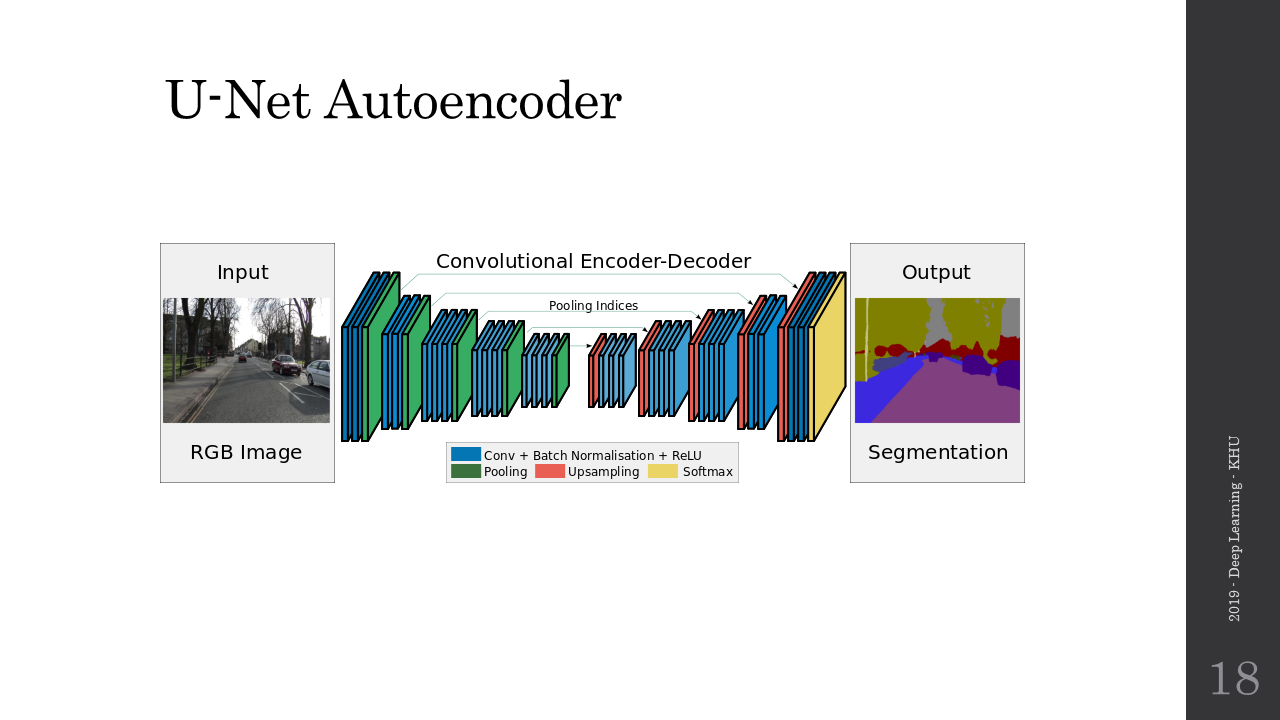 U-Net Autoencoder
Input
RGB Image
Convolutional Encoder-Decoder
Pooling Indices
Conv + Batch Normalisation + ReLU
Pooling
Upsampling
Softmax
Output
Segmentation
2019 - Deep Learning - KHU
18